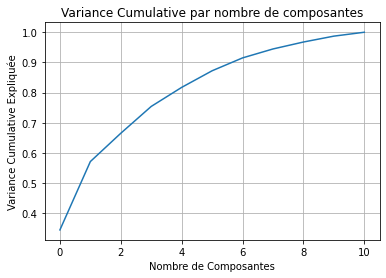 Variance Cumulative par nombre de composantes
1.0
0.9
0.8
0.7
0.6
0.5
0.4
Variance Cumulative Expliquée
0 2 4 6 8 10
Nombre de Composantes